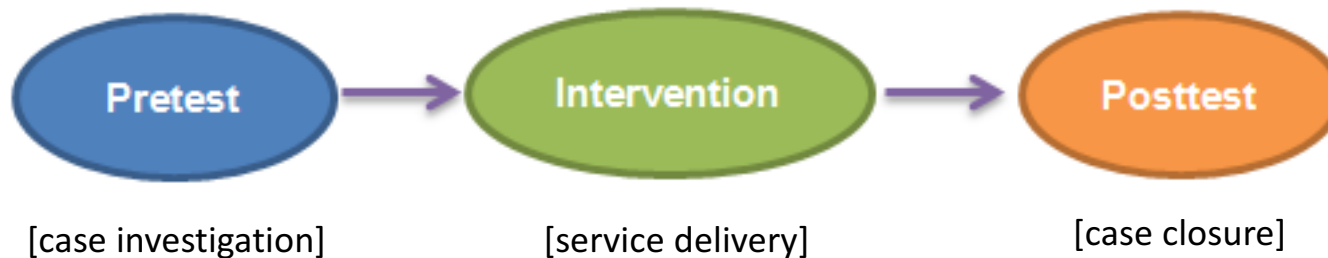 Pretest
Intervention
Posttest
[case investigation]
[service delivery]
[case closure]